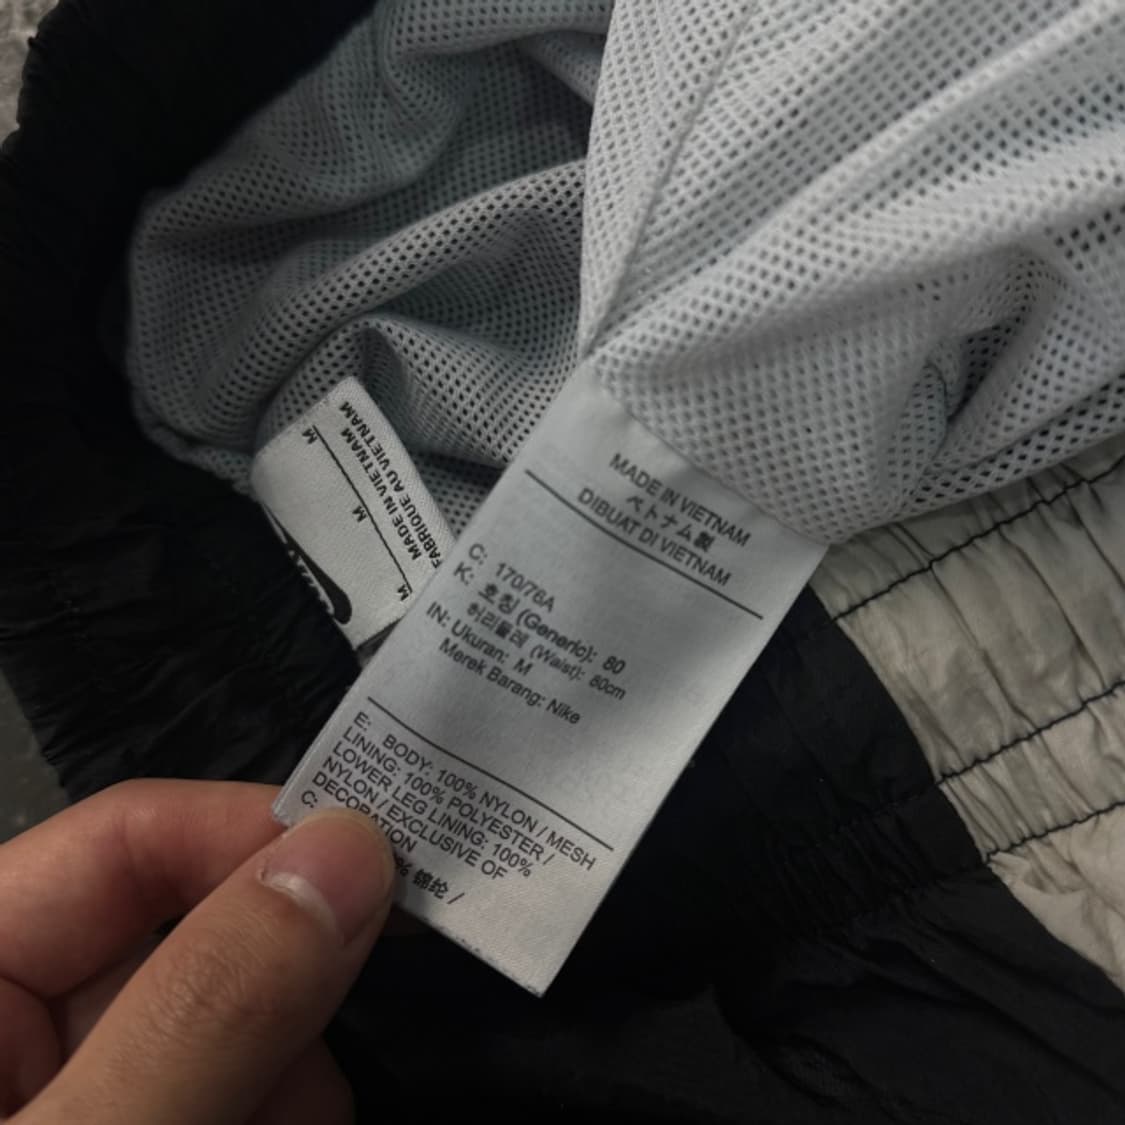 M
M
M
MADE IN VIETNAM
FABRIQUE AU VIETNAM
MADE IN VIETNAM
ベトナム製
DIBUAT DI VIETNAM
C: 170/76A
K: 호칭 (Generic): 80
허리둘레 (Waist): 80cm
IN: Ukuran: M
Merek Barang: Nike
E: BODY: 100% NYLON / MESH
LINING: 100% POLYESTER /
LOWER LEG LINING: 100%
NYLON / EXCLUSIVE OF
DECORATION
C: % 锦纶 /